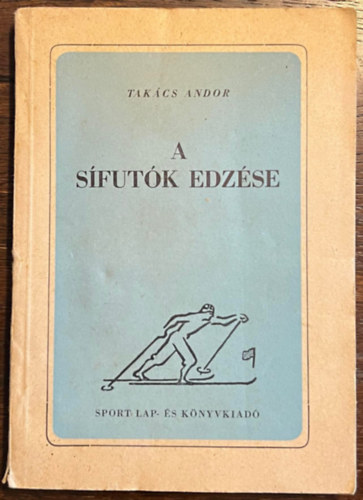 TAKÁCS ANDOR
A
SÍFUTÓK EDZÉSE
SPORT LAP- ÉS KÖNYVKIADÓ